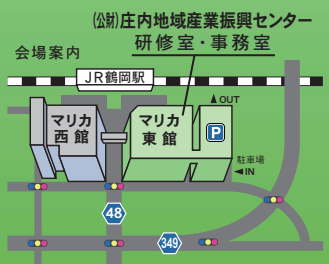 (公財)庄内地域産業振興センター
研修室・事務室
会場案内
JR鶴岡駅
OUT
マリカ
西館
マリカ
東館
P
駐車場
IN
48
349